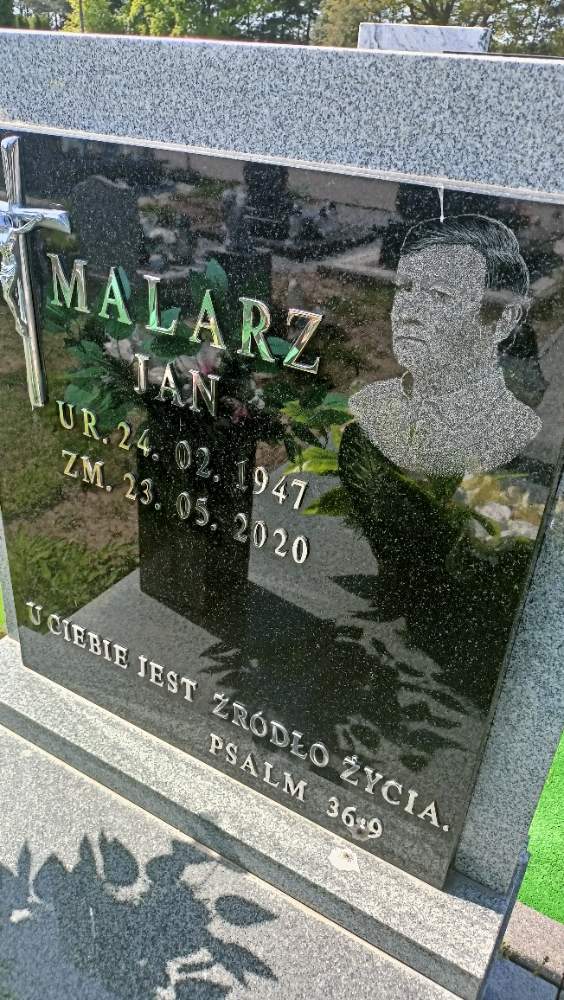 MALARZ
JAN
UR. 24. 02. 1947
ZM. 23. 05. 2020
U CIEBIE JEST ŹRÓDŁO ŻYCIA.
PSALM 36:9